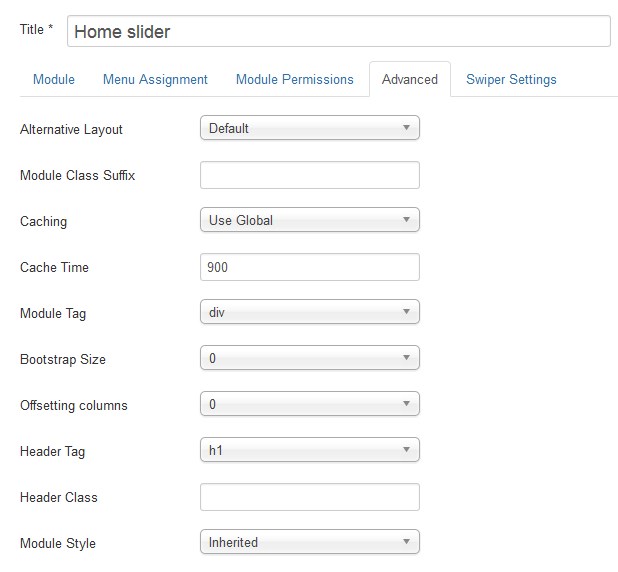 Title * Home slider
Module Menu Assignment Module Permissions Advanced Swiper Settings
Alternative Layout Default
Module Class Suffix
Caching Use Global
Cache Time 900
Module Tag div
Bootstrap Size 0
Offsetting columns 0
Header Tag h1
Header Class
Module Style Inherited